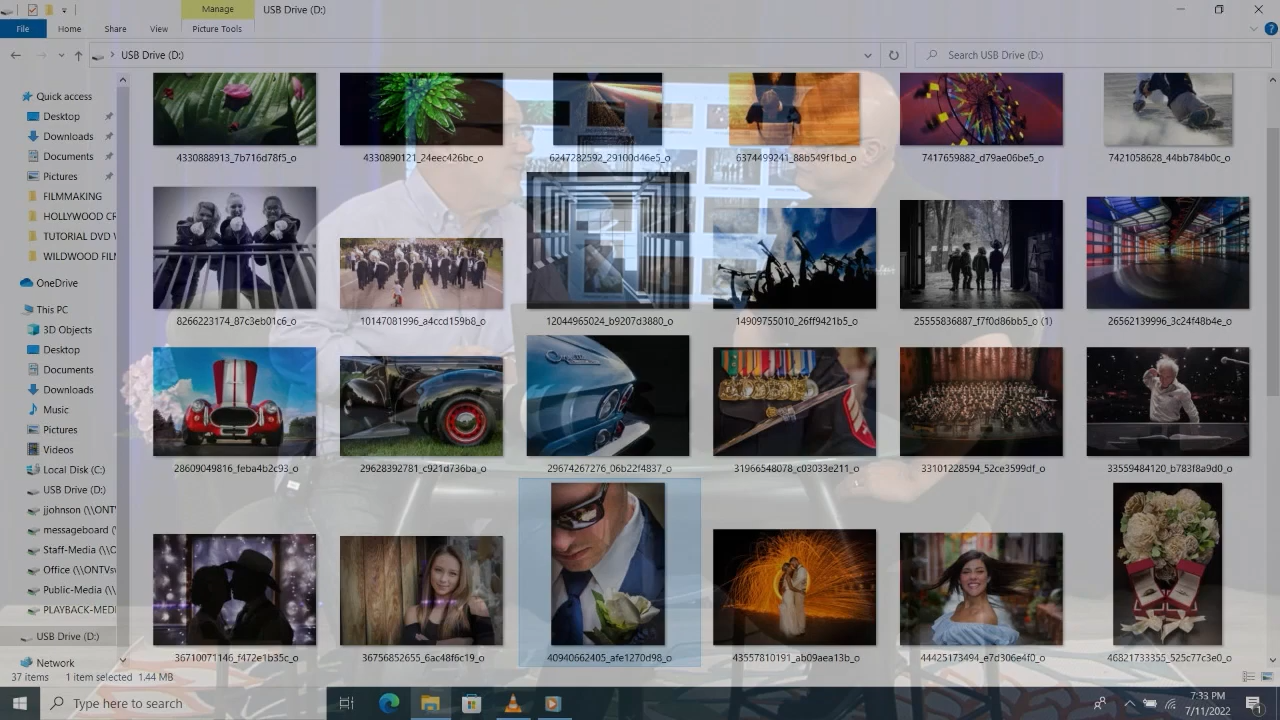 Manage
USB Drive (D:)
File
Home
Share
View
Picture Tools
USB Drive (D:)
Search USB Drive (D:)
Quick access
Desktop
Downloads
Documents
Pictures
FILMMAKING
HOLLYWOOD CR
TUTORIAL DVD V
WILDWOOD FILM
OneDrive
This PC
3D Objects
Desktop
Documents
Downloads
Music
Pictures
Videos
Local Disk (C:)
USB Drive (D:)
jjohnson (\\ONTV
messageboard (\
Staff-Media (\\O
Office (\\ONTVsv
Public-Media (\\
PLAYBACK-MEDI
USB Drive (D:)
Network
4330888913_7b716d78f5_o
4330890121_24eec426bc_o
6247282592_29100d46e5_o
6374499241_88b549f1bd_o
7417659882_d79ae06be5_o
7421058628_44bb784b0c_o
8266223174_87c3eb01c6_o
10147081996_a4ccd159b8_o
12044965024_b9207d3880_o
14909755010_26ff9421b5_o
25555836887_f7f0d86bb5_o (1)
26562139996_3c24f48b4e_o
28609049816_feba4b2c93_o
29628392781_c921d736ba_o
29674267276_06b22f4837_o
31966548078_c03033e211_o
33101228594_52ce3599df_o
33559484120_b783f8a9d0_o
36710071146_f472e1b35c_o
36756852655_6ac48f6c19_o
40940662405_afe1270d98_o
43557810191_ab09aea13b_o
44425173494_e7d306e4f0_o
46821733355_525c77c3e0_o
37 items
1 item selected 1.44 MB
Type here to search
7:33 PM
7/11/2022
1